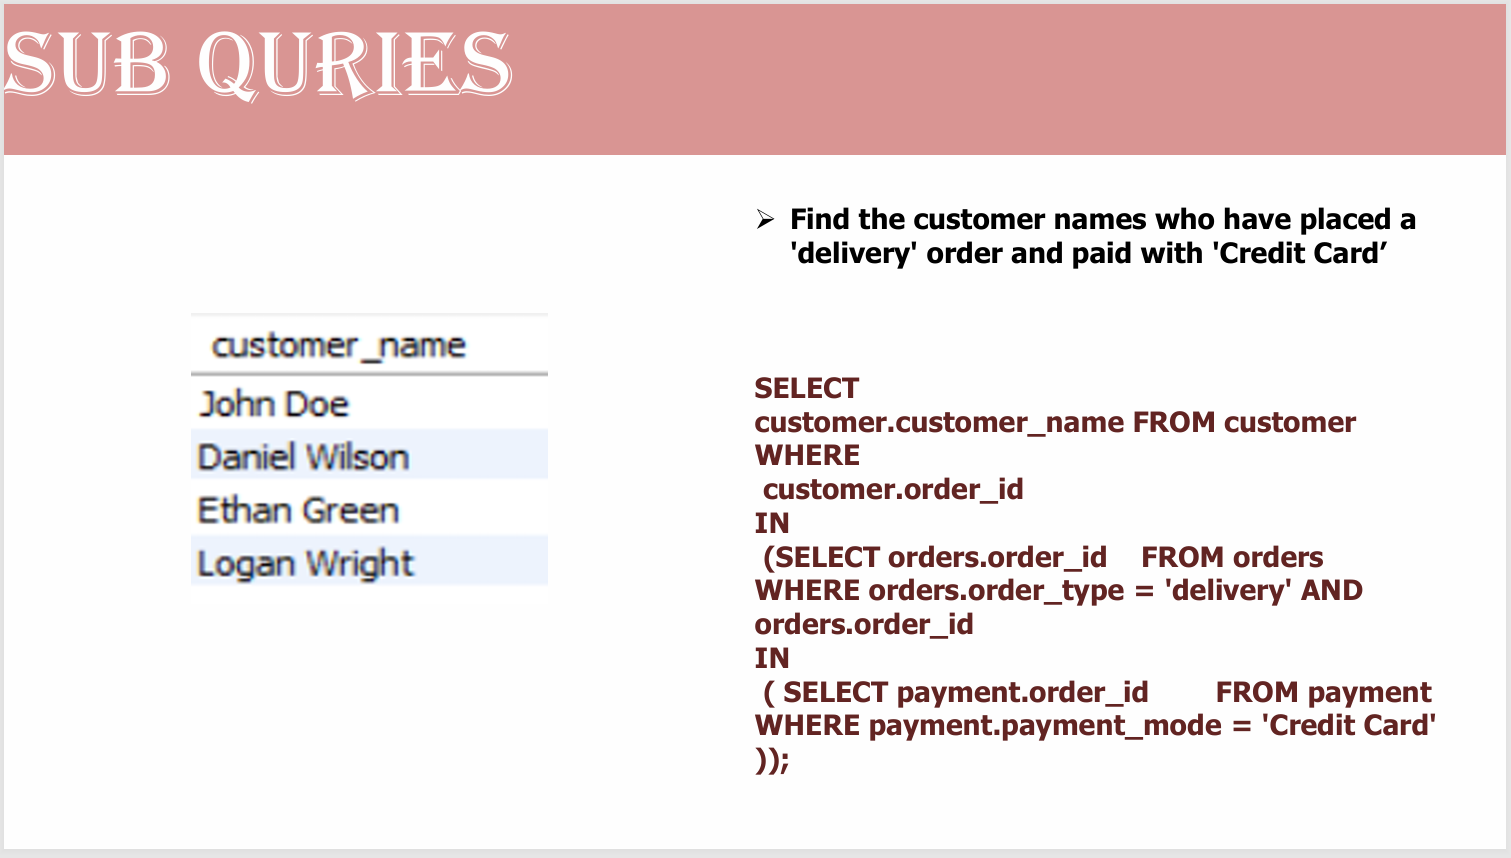 SUB QURIES
customer_name
John Doe
Daniel Wilson
Ethan Green
Logan Wright
➢ Find the customer names who have placed a
'delivery' order and paid with 'Credit Card’
SELECT
customer.customer_name FROM customer
WHERE
customer.order_id
IN
(SELECT orders.order_id FROM orders
WHERE orders.order_type = 'delivery' AND
orders.order_id
IN
( SELECT payment.order_id FROM payment
WHERE payment.payment_mode = 'Credit Card'
));